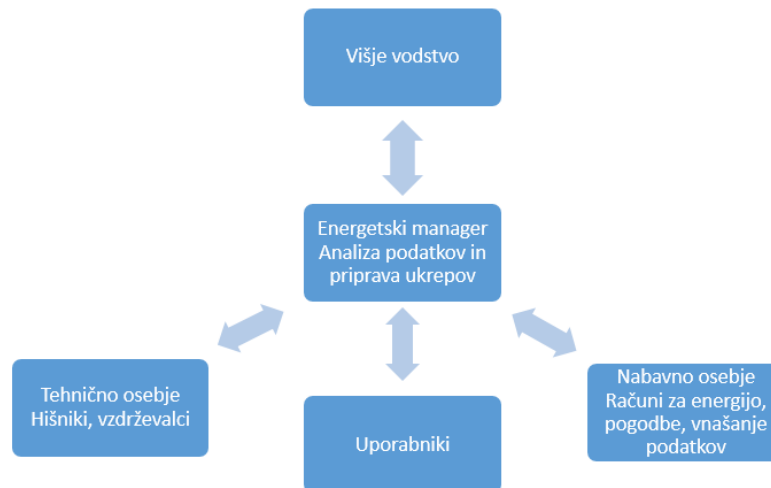 Višje vodstvo
Energetski manager
Analiza podatkov in
priprava ukrepov
Tehnično osebje
Hišniki, vzdrževalci
Uporabniki
Nabavno osebje
Računi za energijo,
pogodbe, vnašanje
podatkov